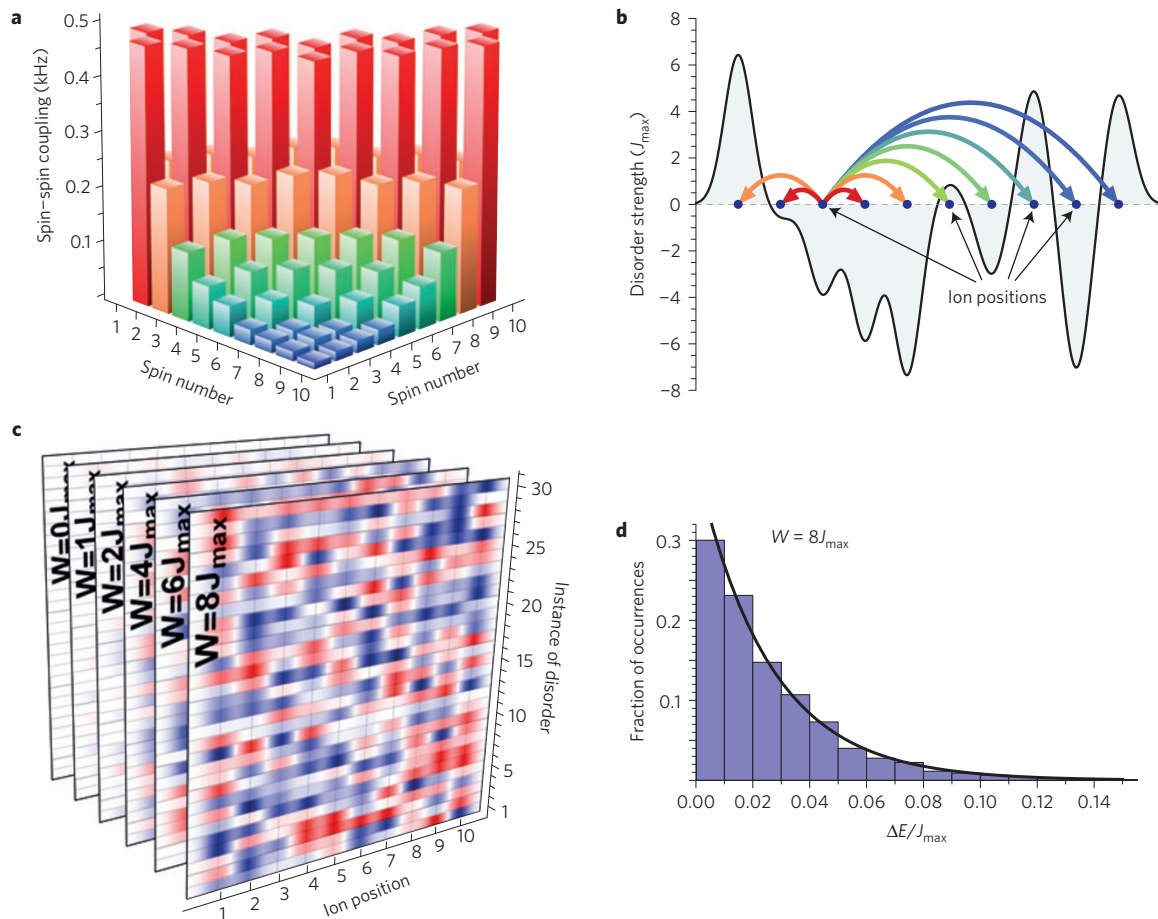 a
Spin–spin coupling (kHz)
0.5
0.4
0.3
0.2
0.1
1
2
3
4
5
6
7
8
9
10
Spin number
1
2
3
4
5
6
7
8
9
10
Spin number
b
Disorder strength (Jmax)
8
6
4
2
0
−2
−4
−6
−8
Ion positions
c
W=0Jmax
W=1Jmax
W=2Jmax
W=4Jmax
W=6Jmax
W=8Jmax
30
25
20
15
10
5
1
Instance of disorder
1
2
3
4
5
6
7
8
9
10
Ion position
d
W = 8Jmax
Fraction of occurrences
0.3
0.2
0.1
0.00 0.02 0.04 0.06 0.08 0.10 0.12 0.14
ΔE/Jmax